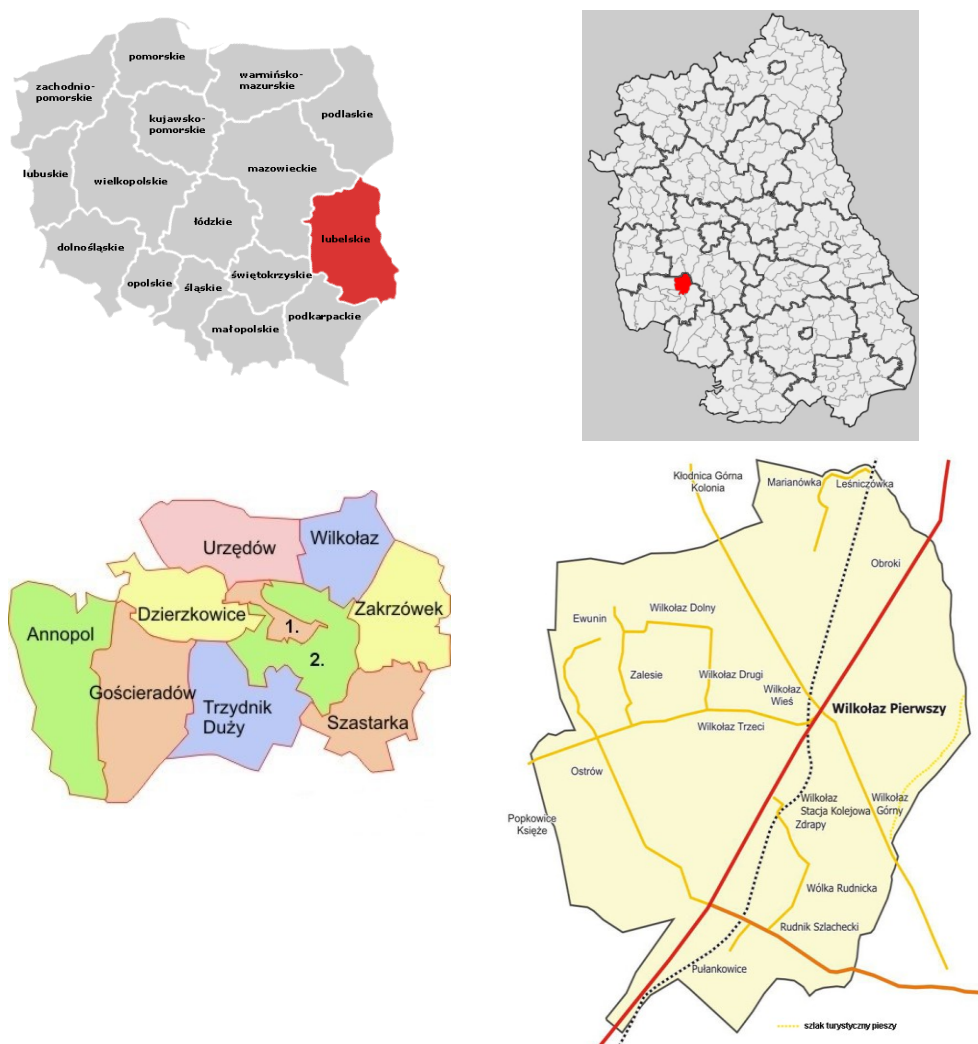 pomorskie
warmińsko-
mazurskie
zachodnio-
pomorskie
podlaskie
kujawsko-
pomorskie
mazowieckie
lubuskie
wielkopolskie
łódzkie
lubelskie
dolnośląskie
świętokrzyskie
opolskie
śląskie
podkarpackie
małopolskie
Urzędów
Wilkołaz
Dzierzkowice
Zakrzówek
1.
Annopol
2.
Gościeradów
Trzydnik
Duży
Szastarka
Kłodnica Górna
Kolonia
Marianówka
Leśniczówka
Obroki
Wilkołaz Dolny
Ewunin
Zalesie
Wilkołaz Drugi
Wilkołaz
Wieś
Wilkołaz Pierwszy
Wilkołaz Trzeci
Ostrów
Wilkołaz
Stacja Kolejowa
Zdrapy
Wilkołaz
Górny
Popkowice
Księże
Wólka Rudnicka
Rudnik Szlachecki
Pułankowice
szlak turystyczny pieszy